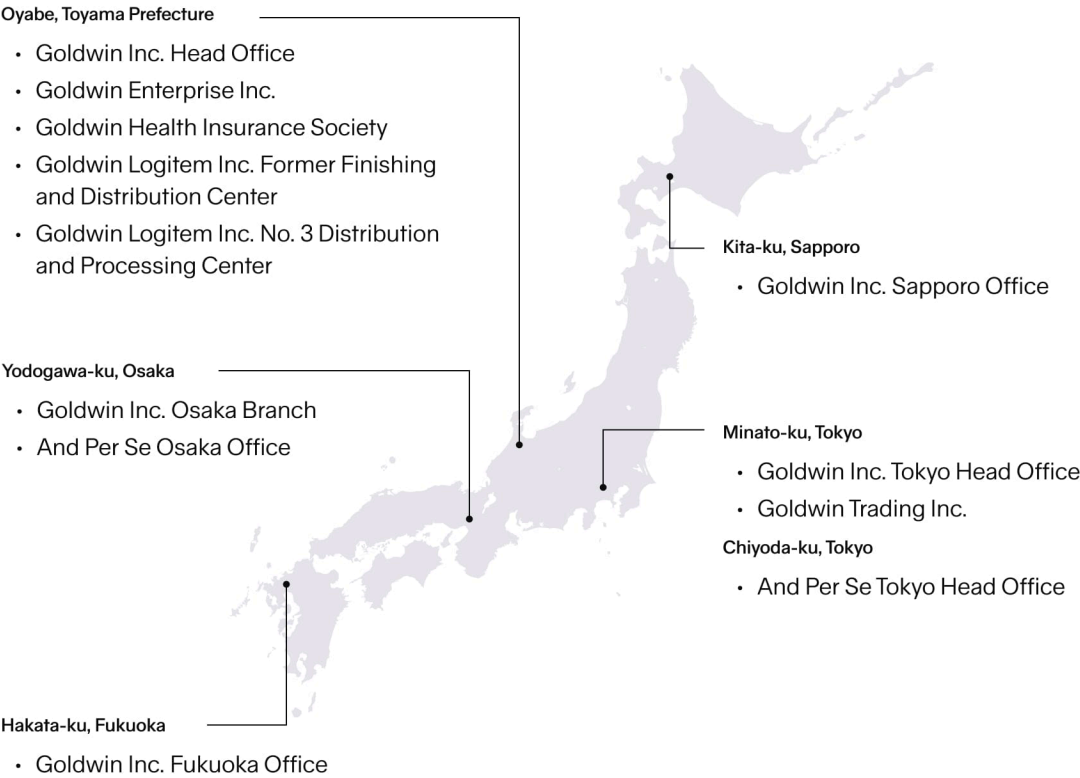 Oyabe, Toyama Prefecture
• Goldwin Inc. Head Office
• Goldwin Enterprise Inc.
• Goldwin Health Insurance Society
• Goldwin Logitem Inc. Former Finishing
and Distribution Center
• Goldwin Logitem Inc. No. 3 Distribution
and Processing Center
Kita-ku, Sapporo
• Goldwin Inc. Sapporo Office
Yodogawa-ku, Osaka
• Goldwin Inc. Osaka Branch
• And Per Se Osaka Office
Minato-ku, Tokyo
• Goldwin Inc. Tokyo Head Office
• Goldwin Trading Inc.
Chiyoda-ku, Tokyo
• And Per Se Tokyo Head Office
Hakata-ku, Fukuoka
• Goldwin Inc. Fukuoka Office